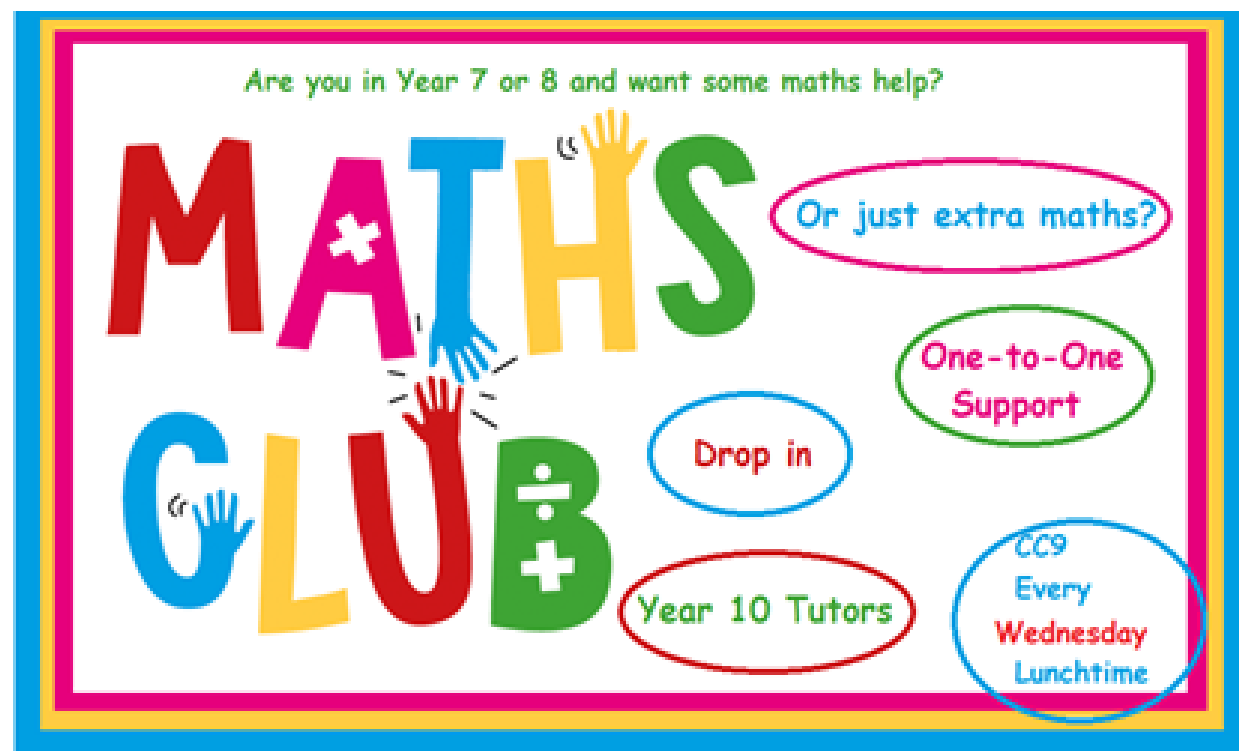 Are you in Year 7 or 8 and want some maths help?
MATHS
CLUB
Or just extra maths?
One-to-One
Support
Drop in
Year 10 Tutors
CC9
Every
Wednesday
Lunchtime